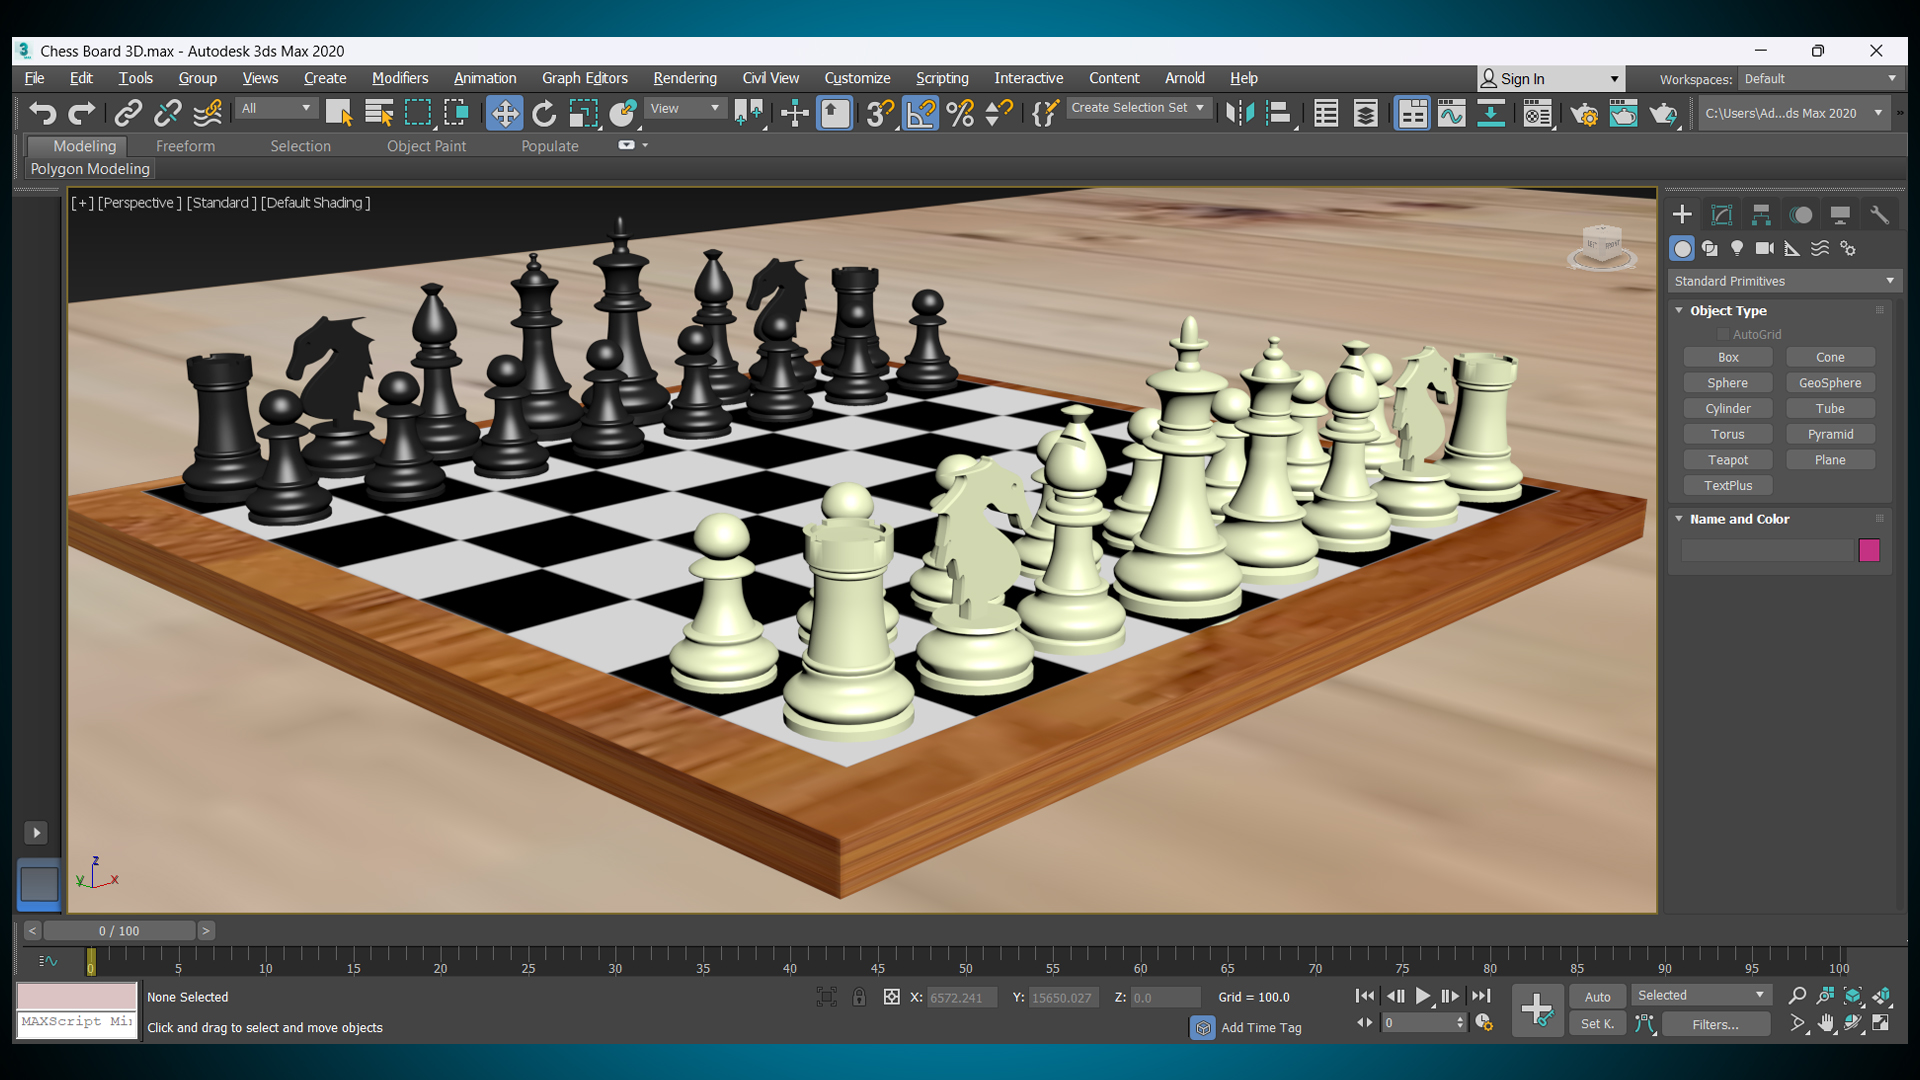 Chess Board 3D.max - Autodesk 3ds Max 2020
File Edit Tools Group Views Create Modifiers Animation Graph Editors Rendering Civil View Customize Scripting Interactive Content Arnold Help Sign In Workspaces: Default
All View Create Selection Set C:\Users\Ad...ds Max 2020
Modeling Freeform Selection Object Paint Populate
Polygon Modeling
[+] [Perspective ] [Standard ] [Default Shading ]
Standard Primitives
Object Type
AutoGrid
Box Cone
Sphere GeoSphere
Cylinder Tube
Torus Pyramid
Teapot Plane
TextPlus
Name and Color
z
y x
< 0 / 100 >
0 5 10 15 20 25 30 35 40 45 50 55 60 65 70 75 80 85 90 95 100
None Selected X: 6572.241 Y: 15650.027 Z: 0.0 Grid = 100.0 Auto Selected
MAXScript Mi
Click and drag to select and move objects Add Time Tag 0 Set K. Filters...